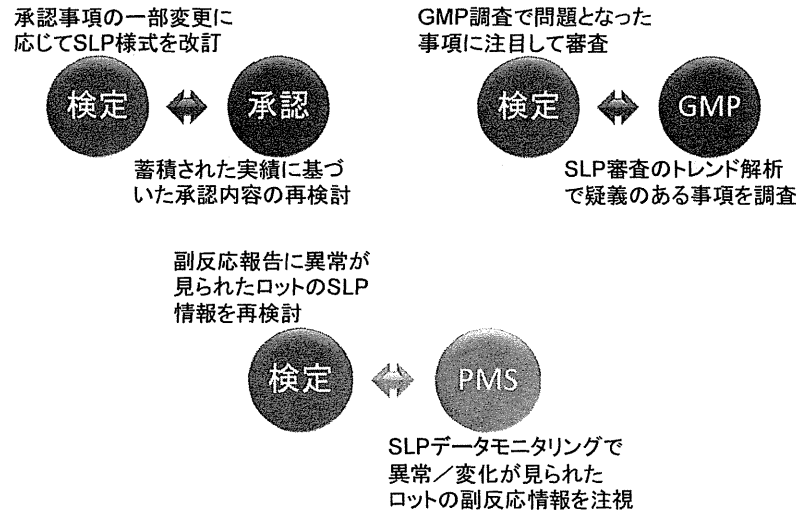 承認事項の一部変更に
応じてSLP様式を改訂
検定
承認
蓄積された実績に基づ
いた承認内容の再検討
GMP調査で問題となった
事項に注目して審査
検定
GMP
SLP審査のトレンド解析
で疑義のある事項を調査
副反応報告に異常が
見られたロットのSLP
情報を再検討
検定
PMS
SLPデータモニタリングで
異常／変化が見られた
ロットの副反応情報を注視